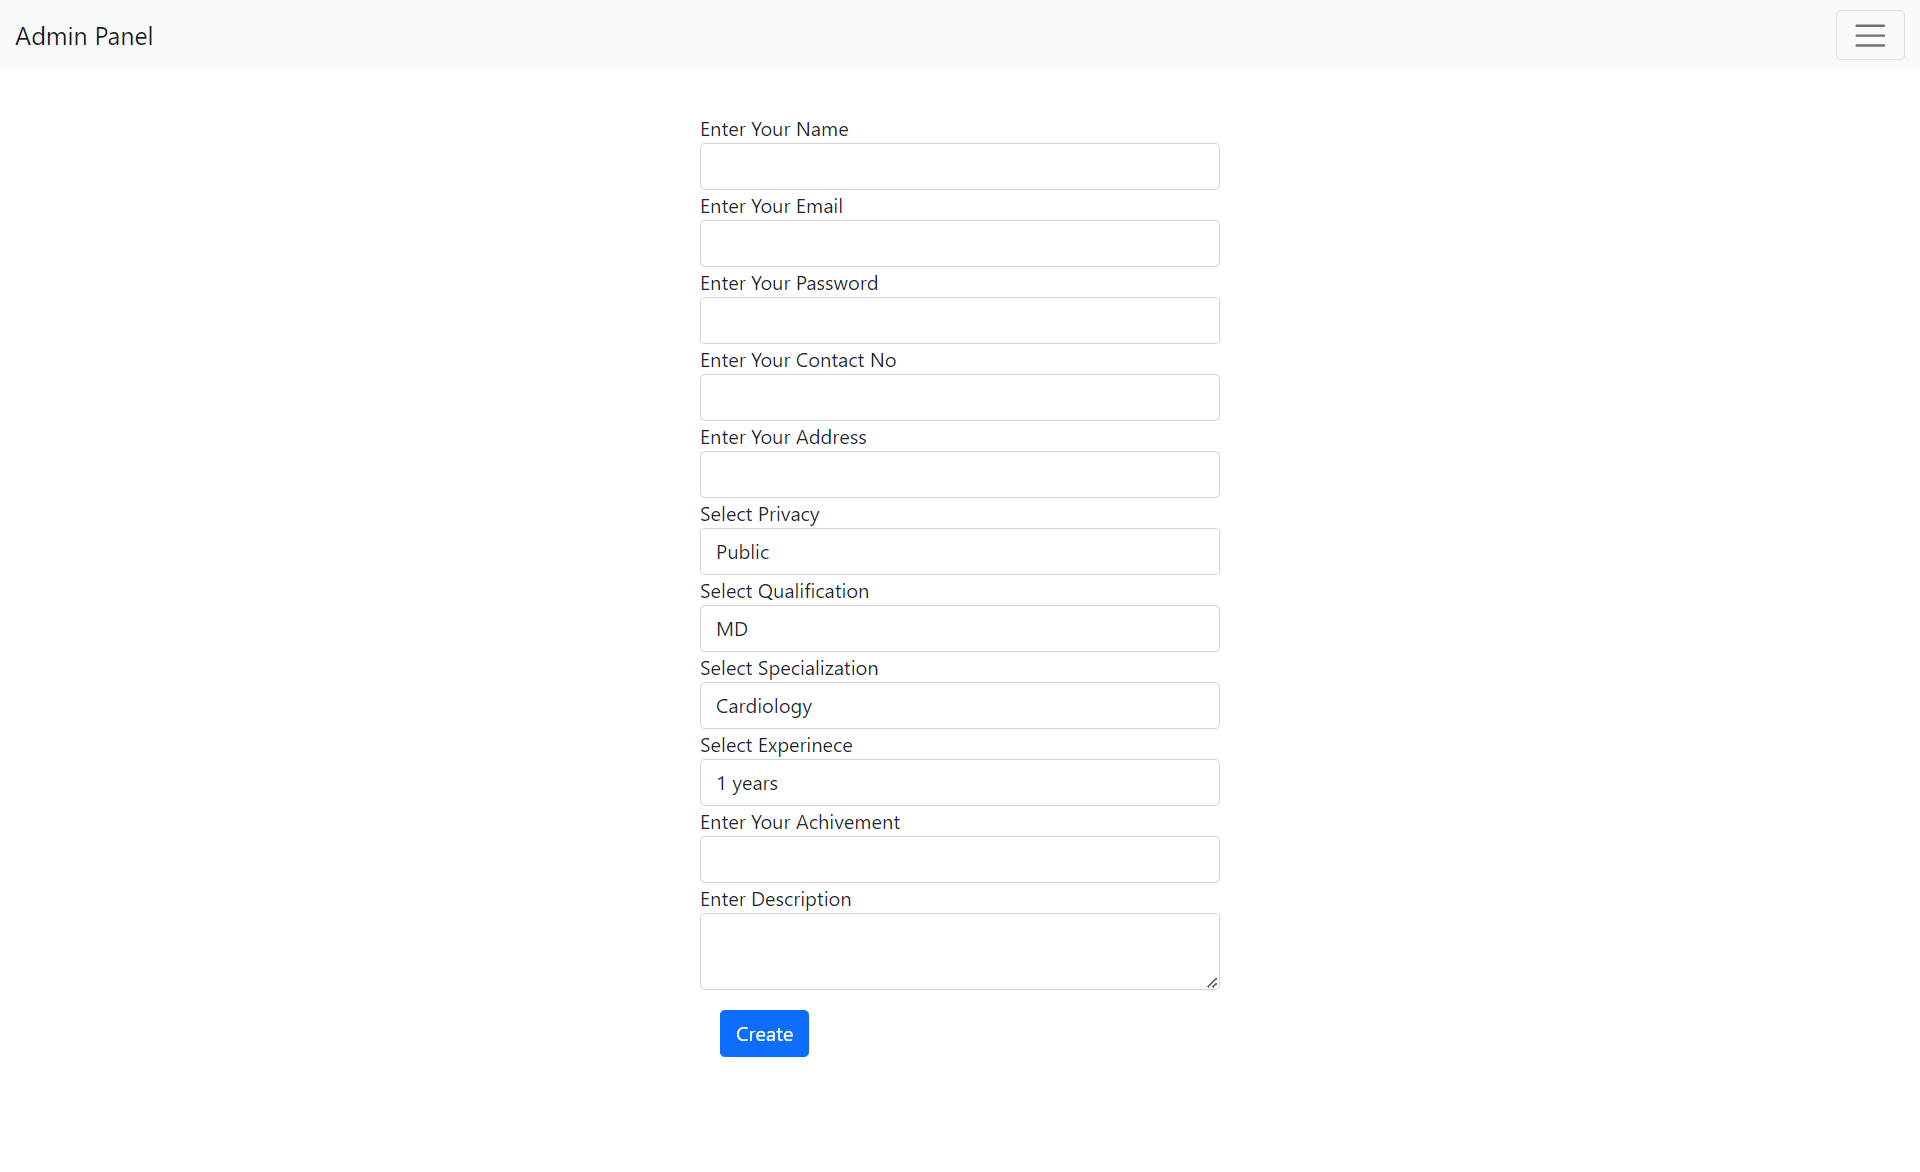 Admin Panel
Enter Your Name
Enter Your Email
Enter Your Password
Enter Your Contact No
Enter Your Address
Select Privacy
Public
Select Qualification
MD
Select Specialization
Cardiology
Select Experinece
1 years
Enter Your Achivement
Enter Description
Create